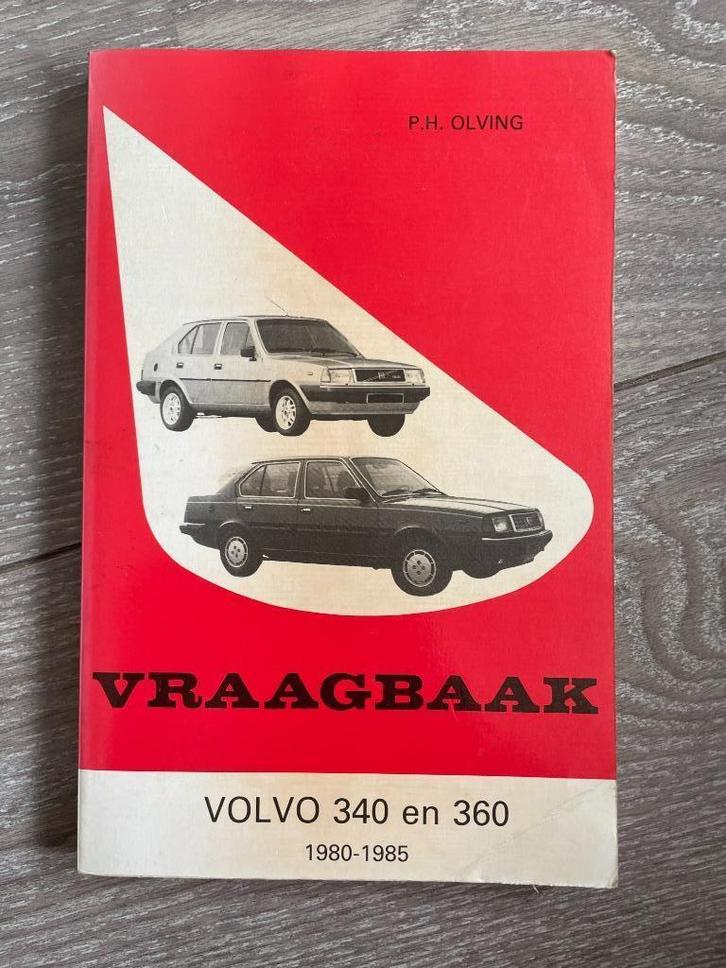 P.H. OLVING
VRAAGBAAK
VOLVO 340 en 360
1980-1985